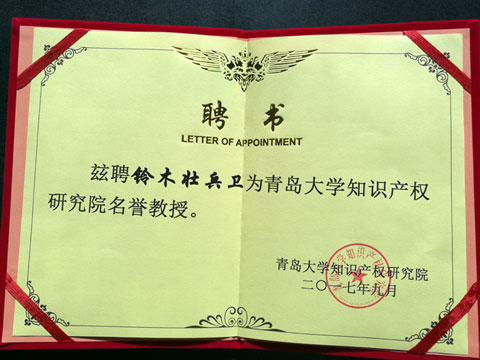 聘书
LETTER OF APPOINTMENT
兹聘铃木壮兵卫为青岛大学知识产权
研究院名誉教授。
青岛大学知识产权研究院
二〇一七年九月